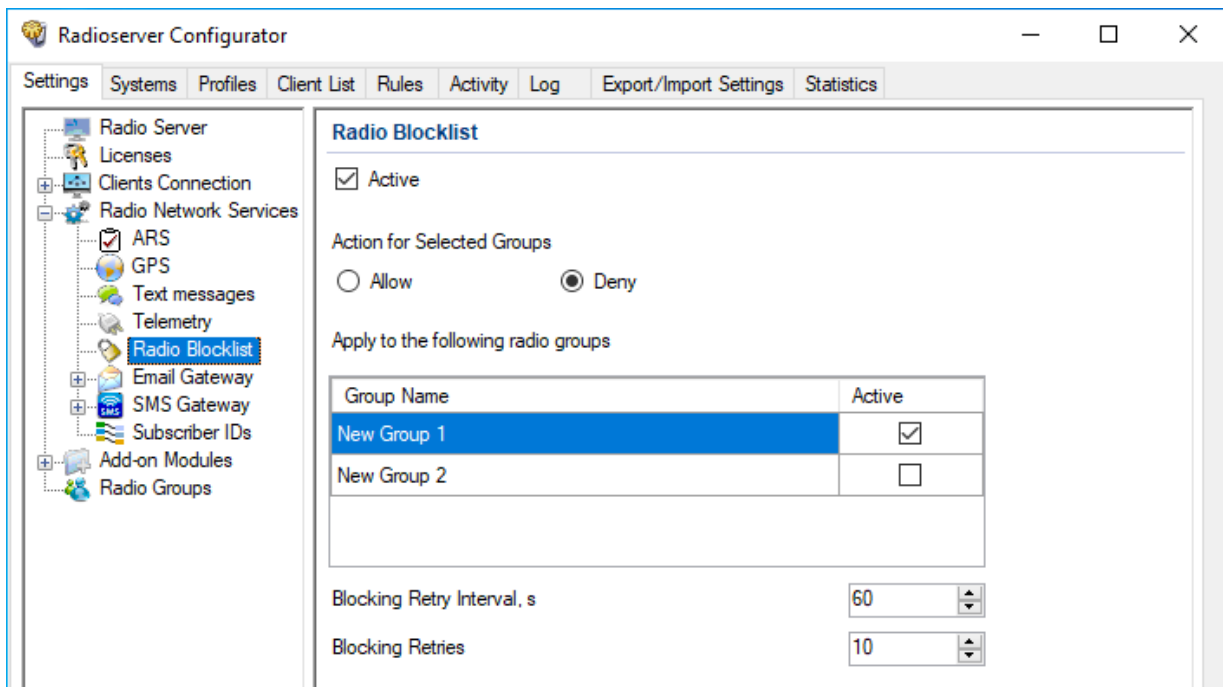 Radioserver Configurator
Settings Systems Profiles Client List Rules Activity Log Export/Import Settings Statistics
Radio Server
Licenses
Clients Connection
Radio Network Services
ARS
GPS
Text messages
Telemetry
Radio Blocklist
Email Gateway
SMS
SMS Gateway
Subscriber IDs
Add-on Modules
Radio Groups
Radio Blocklist
Active
Action for Selected Groups
Allow Deny
Apply to the following radio groups
Group Name Active
New Group 1
New Group 2
Blocking Retry Interval, s 60
Blocking Retries 10